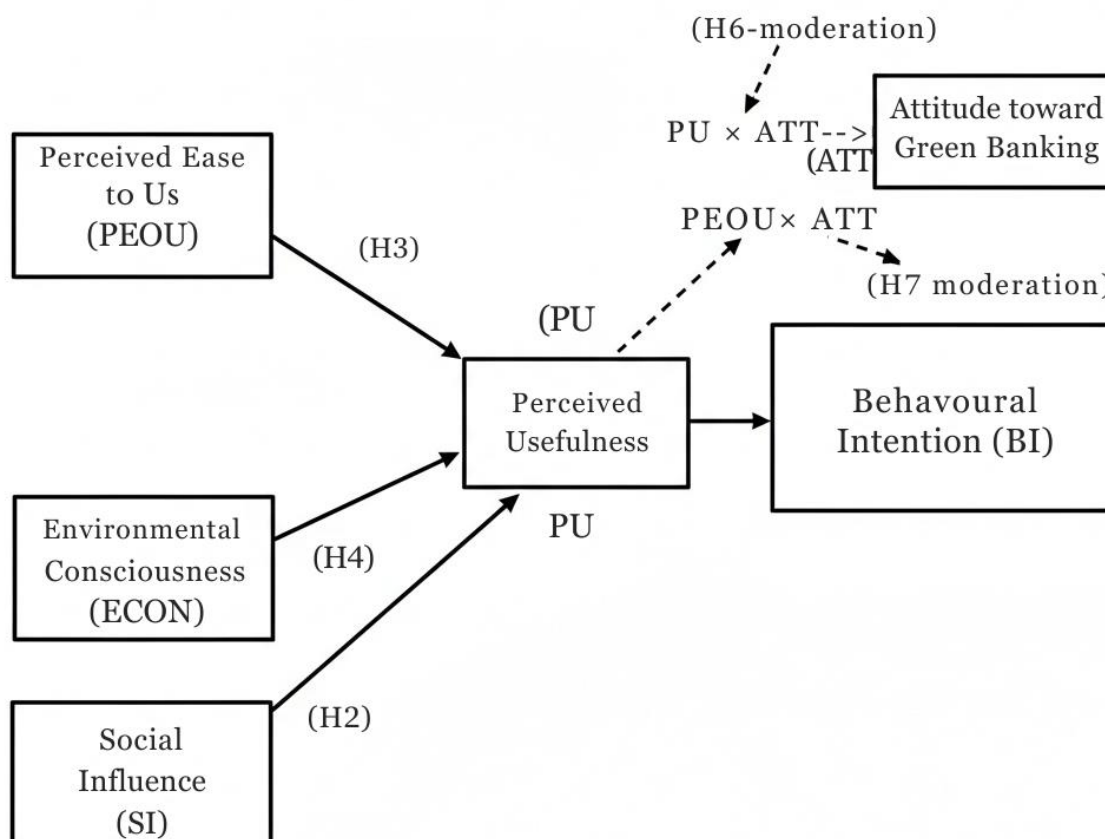 (H6-moderation)
PU × ATT-->
(ATT
Attitude toward
Green Banking
Perceived Ease
to Us
(PEOU)
(H3)
PEOU× ATT
(H7 moderation)
(PU
Perceived
Usefulness
PU
Behavoural
Intention (BI)
Environmental
Consciousness
(ECON)
(H4)
(H2)
Social
Influence
(SI)